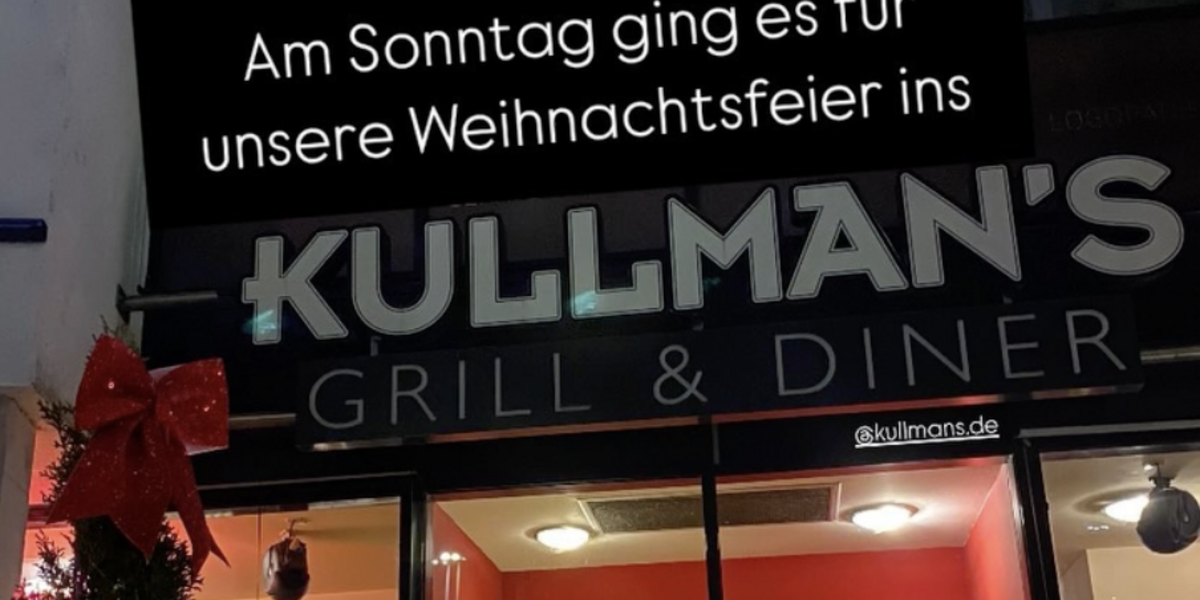 Am Sonntag ging es für
unsere Weihnachtsfeier ins
KULLMAN'S
GRILL & DINER
@kullmans.de